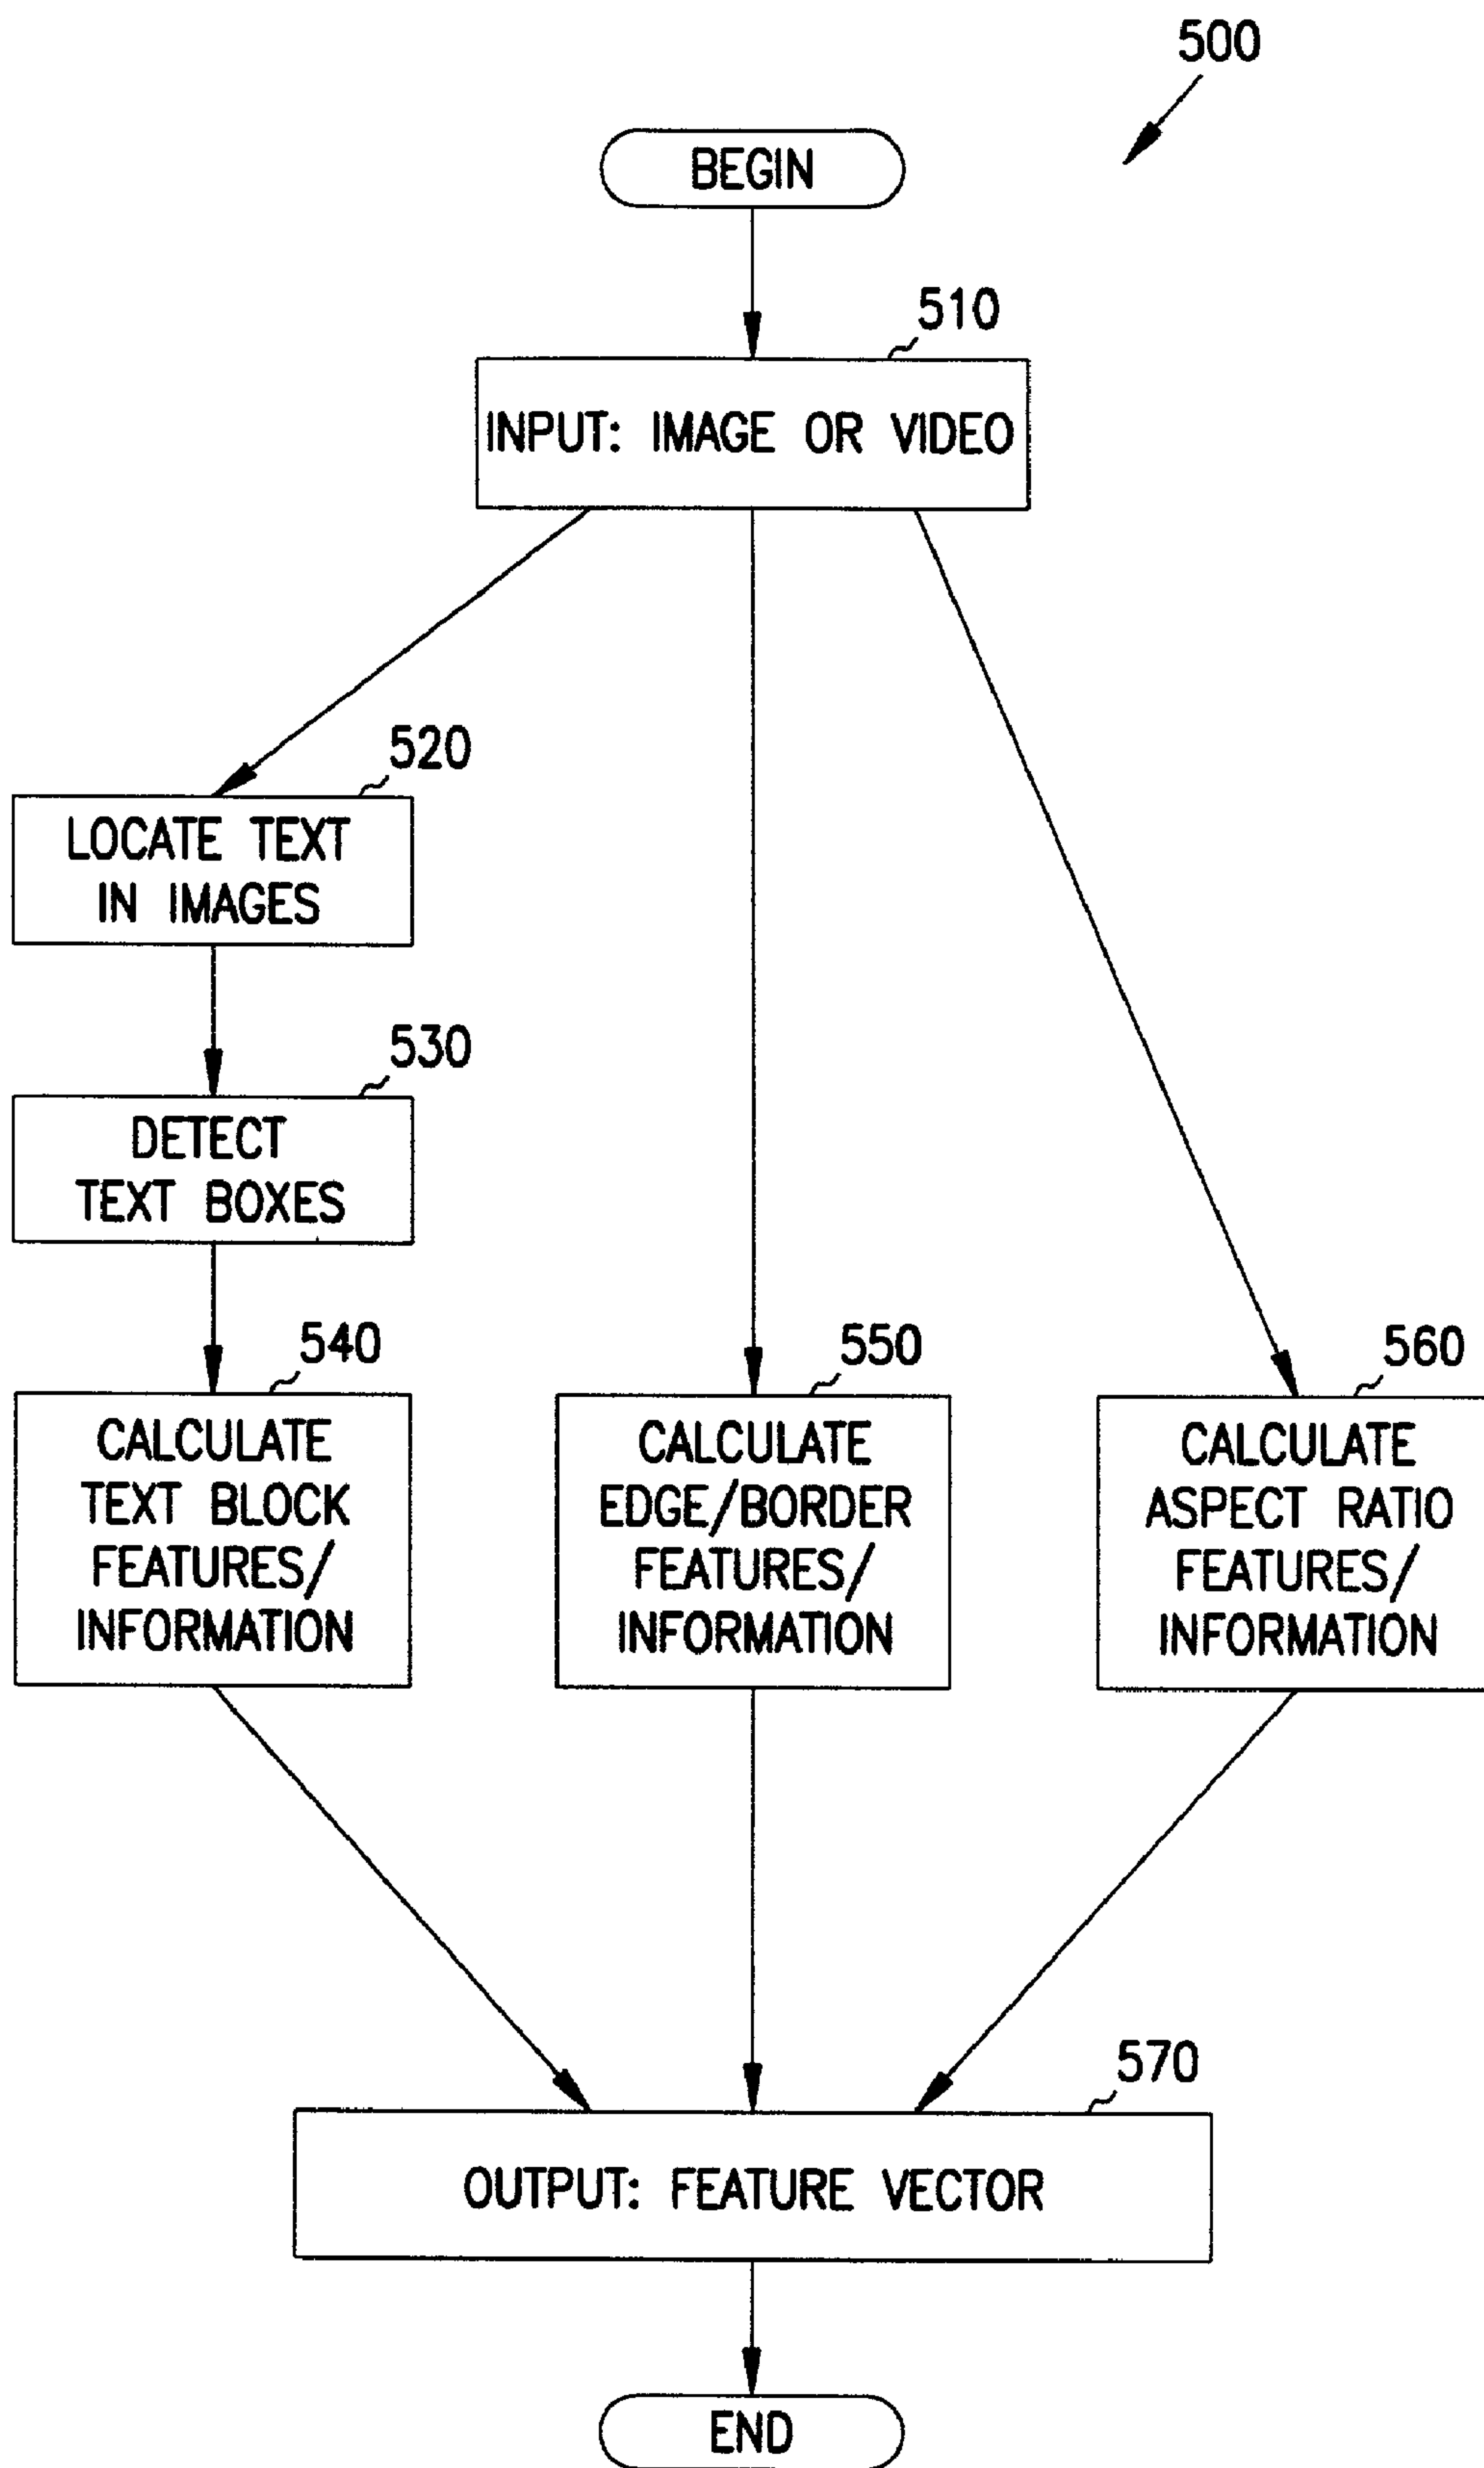 500
BEGIN
510
INPUT: IMAGE OR VIDEO
520
LOCATE TEXT
IN IMAGES
530
DETECT
TEXT BOXES
540
CALCULATE
TEXT BLOCK
FEATURES/
INFORMATION
550
CALCULATE
EDGE/BORDER
FEATURES/
INFORMATION
560
CALCULATE
ASPECT RATIO
FEATURES/
INFORMATION
570
OUTPUT: FEATURE VECTOR
END